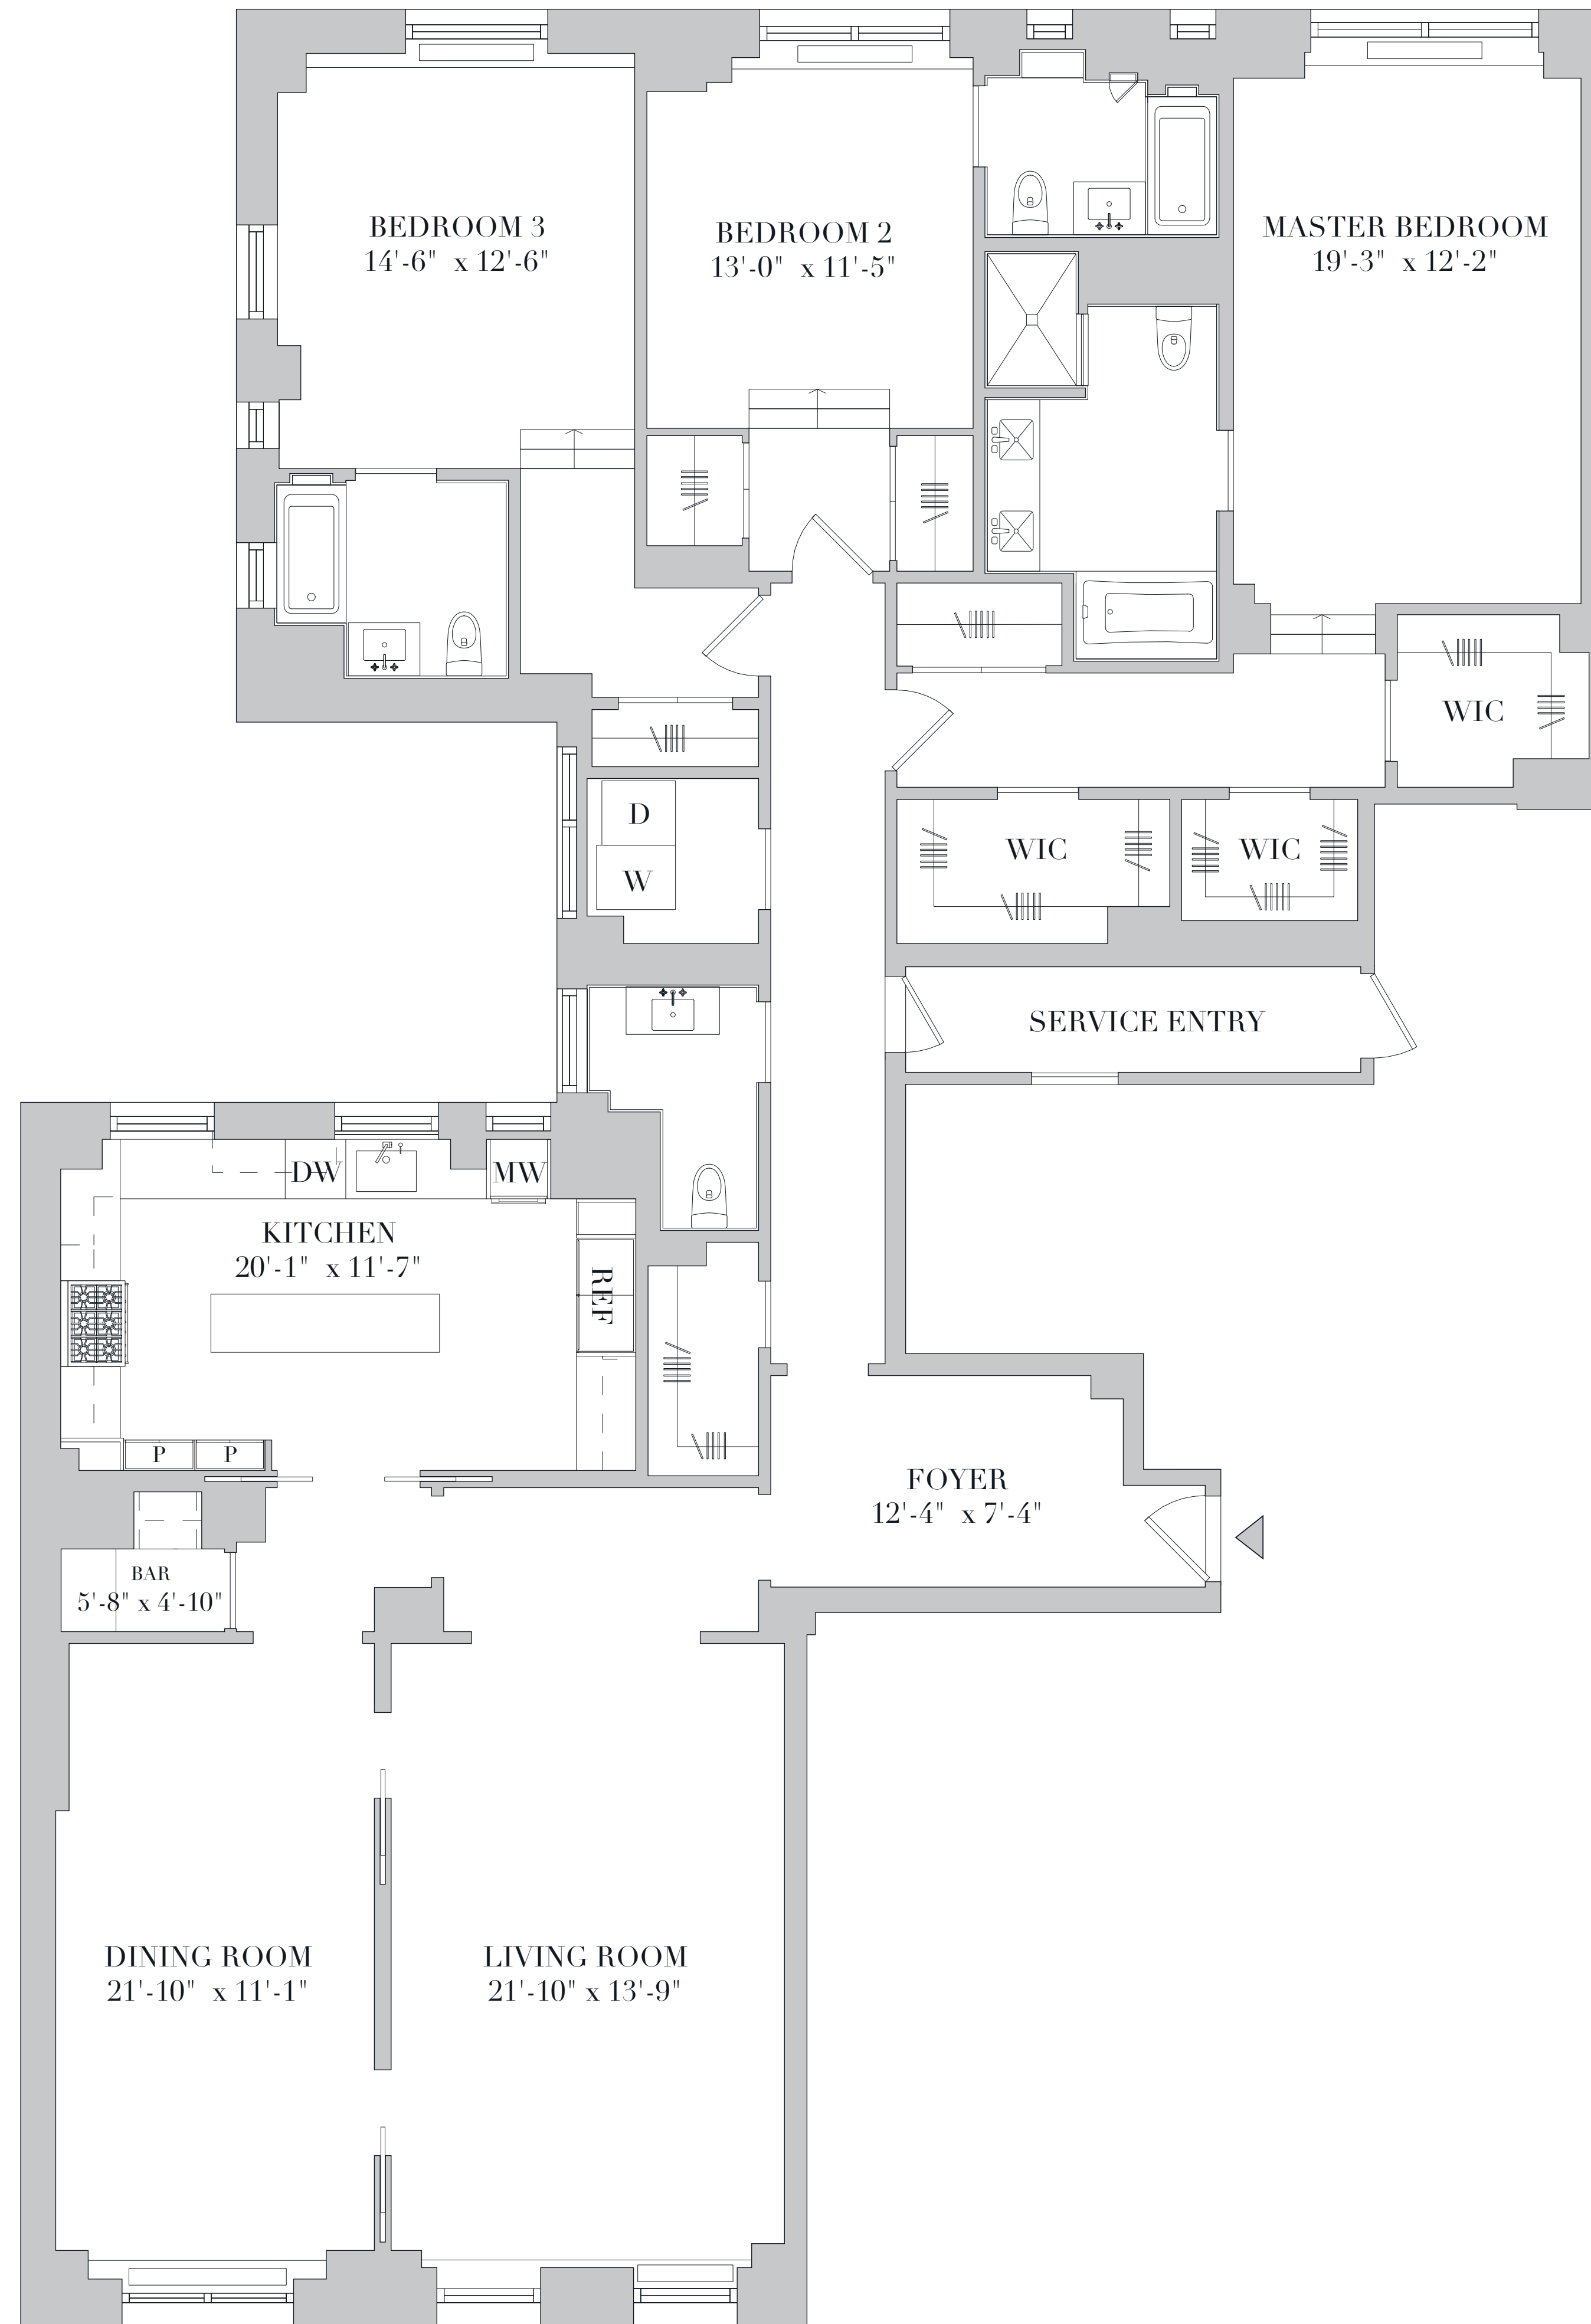 BEDROOM 3
14'-6" x 12'-6"
BEDROOM 2
13'-0" x 11'-5"
MASTER BEDROOM
19'-3" x 12'-2"
WIC
D
W
WIC
WIC
SERVICE ENTRY
DW
MW
KITCHEN
20'-1" x 11'-7"
REF
P
P
FOYER
12'-4" x 7'-4"
BAR
5'-8" x 4'-10"
DINING ROOM
21'-10" x 11'-1"
LIVING ROOM
21'-10" x 13'-9"